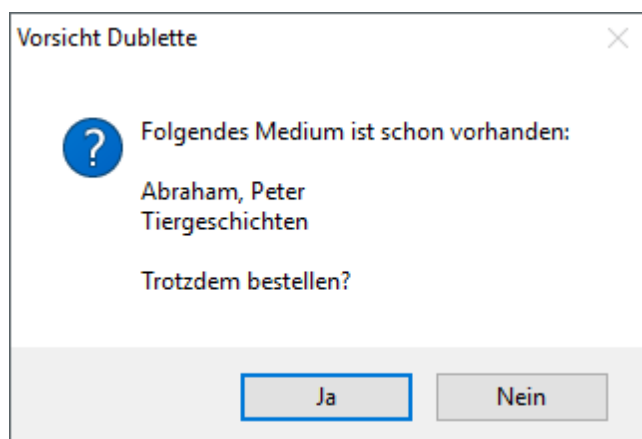 Vorsicht Dublette
Folgendes Medium ist schon vorhanden:
Abraham, Peter
Tiergeschichten
Trotzdem bestellen?
Ja
Nein